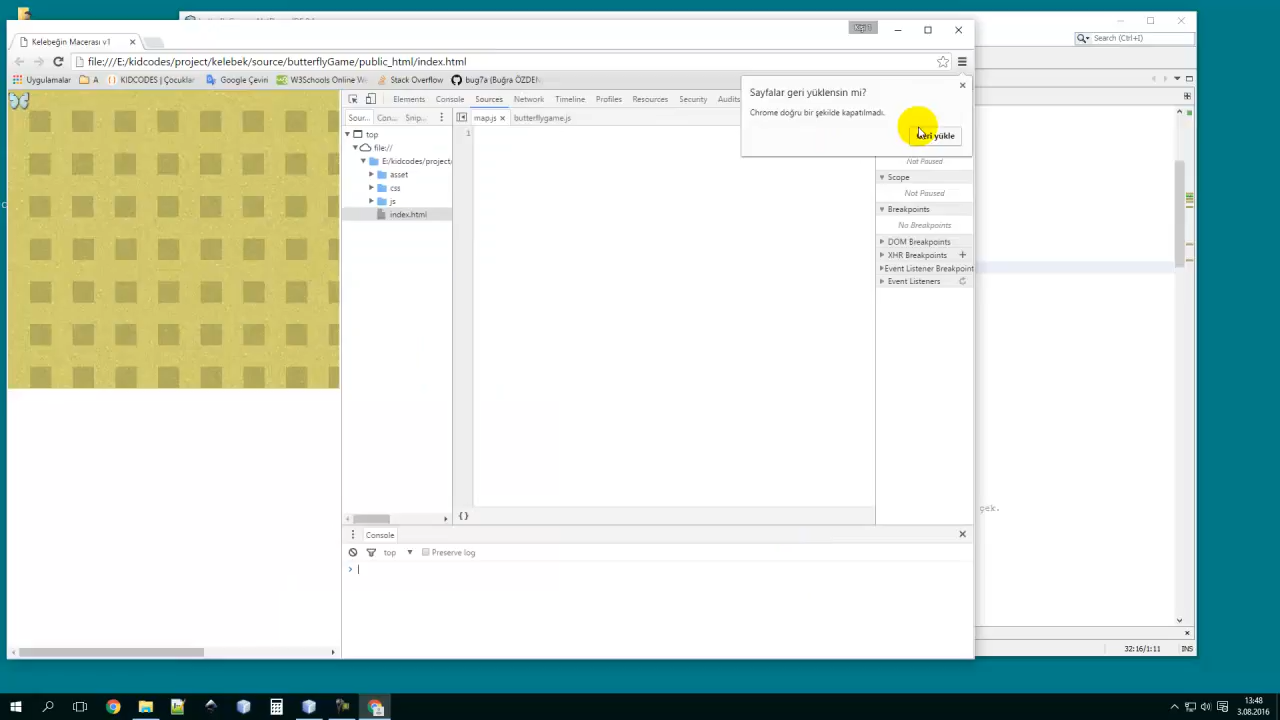 Kelebeğin Macerası v1
Search (Ctrl+I)
file:///E:/kidcodes/project/kelebek/source/butterflyGame/public_html/index.html
Uygulamalar
A
KIDCODES | Çocuklar
Google Çeviri
W3Schools Online We
Stack Overflow
bug7a (Buğra ÖZDEN
Elements
Console
Sources
Network
Timeline
Profiles
Resources
Security
Audits
Sayfalar geri yüklensin mi?
Chrome doğru bir şekilde kapatılmadı.
Geri yükle
Sour...
Con...
Snip...
map.js
butterflygame.js
1
top
file://
E:/kidcodes/project/
asset
css
js
index.html
Not Paused
Scope
Not Paused
Breakpoints
No Breakpoints
DOM Breakpoints
XHR Breakpoints
Event Listener Breakpoint
Event Listeners
çek.
{}
Console
top
Preserve log
>
32:16/1:11
INS
13:48
3.08.2016